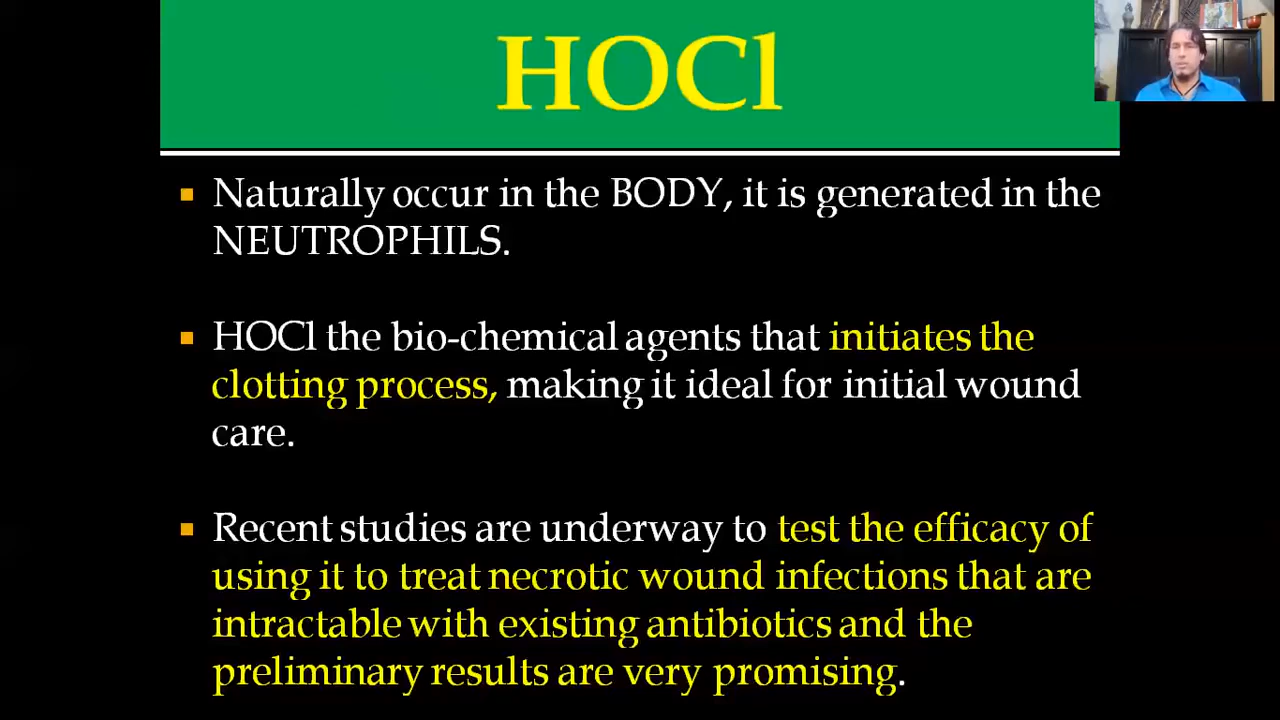 HOCl
Naturally occur in the BODY, it is generated in the
NEUTROPHILS.
HOCl the bio-chemical agents that initiates the
clotting process, making it ideal for initial wound
care.
Recent studies are underway to test the efficacy of
using it to treat necrotic wound infections that are
intractable with existing antibiotics and the
preliminary results are very promising.